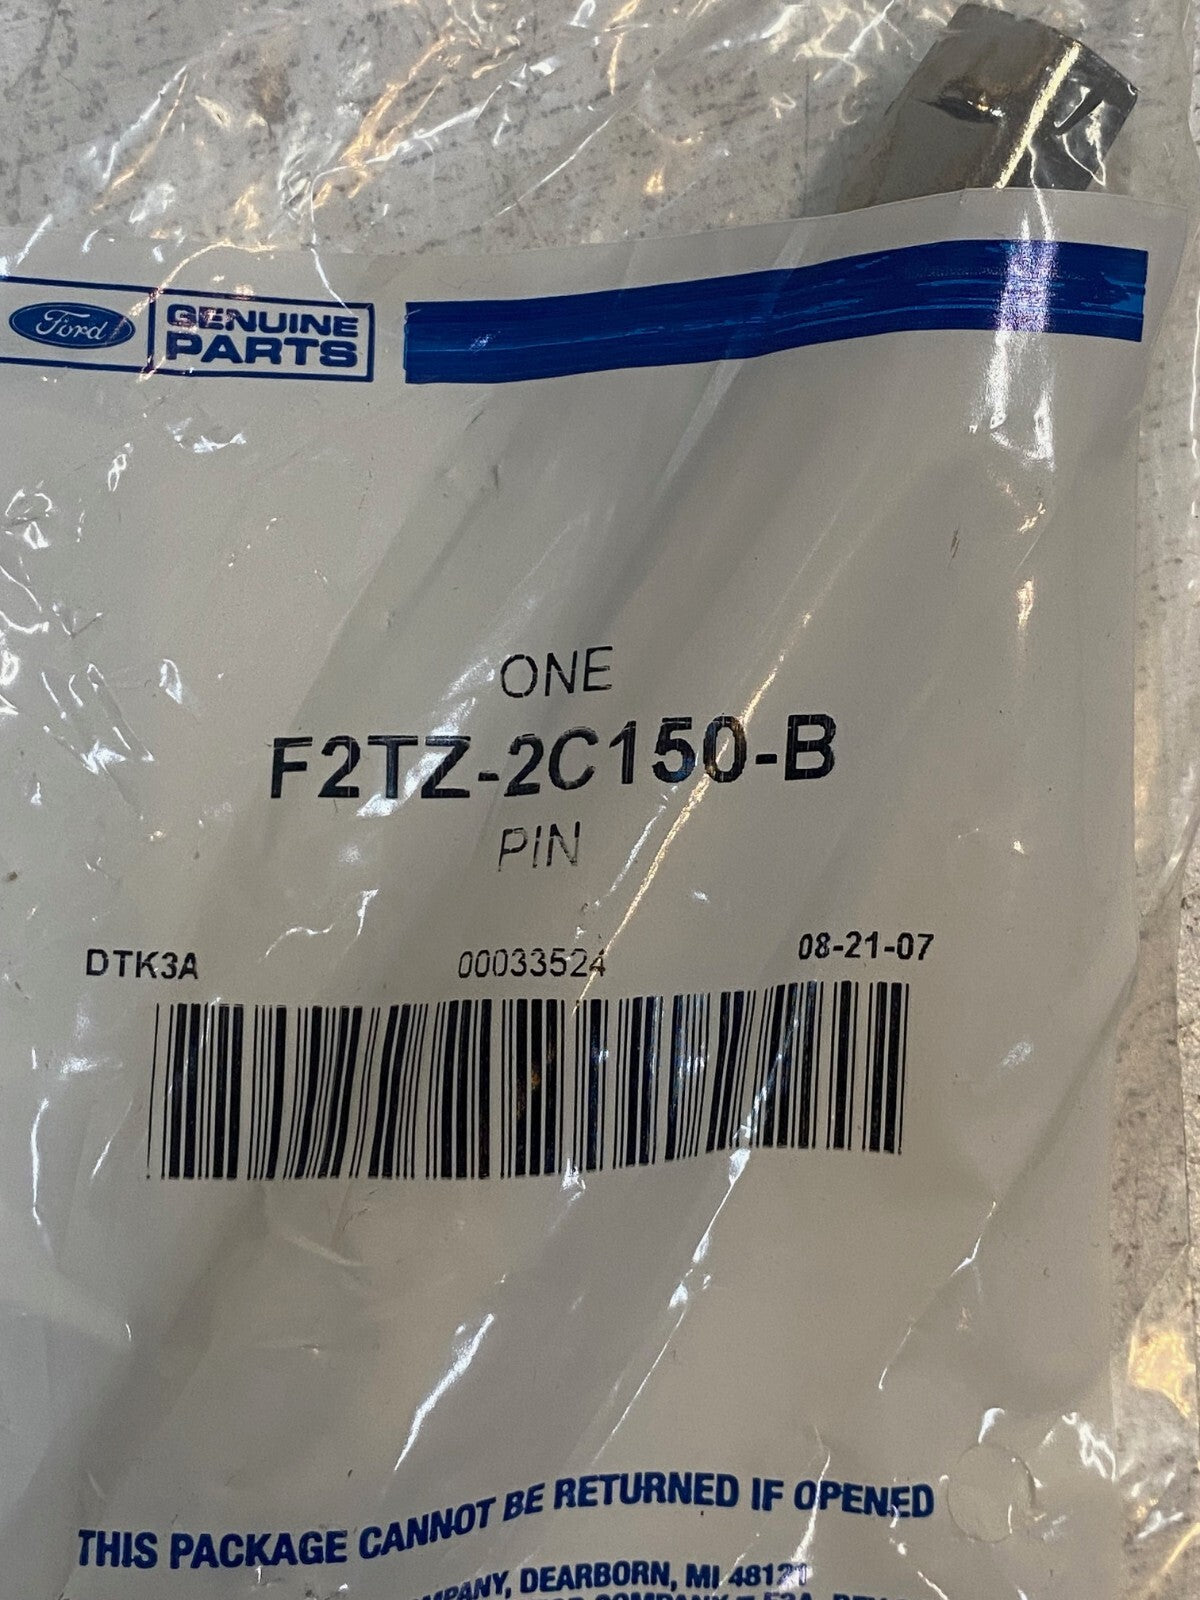 Ford GENUINE
PARTS
ONE
F2TZ-2C150-B
PIN
DTK3A 00033524 08-21-07
THIS PACKAGE CANNOT BE RETURNED IF OPENED
DEARBORN, MI 48121